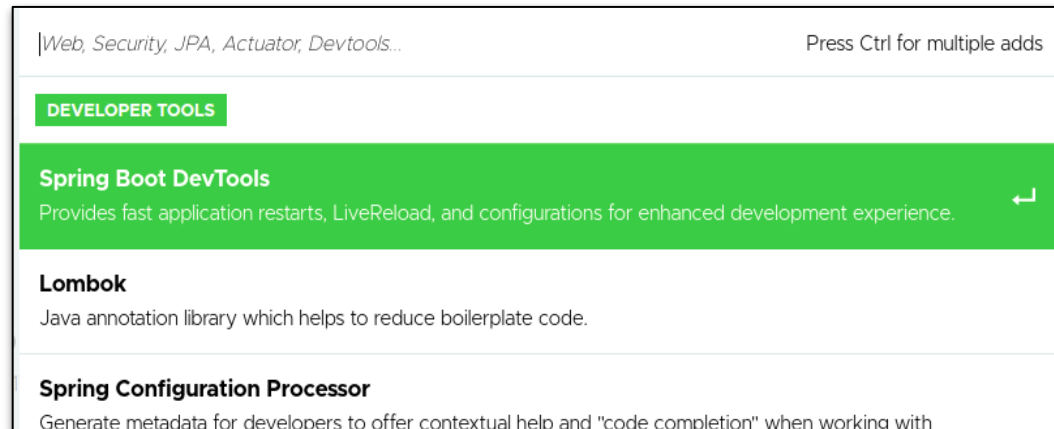 Web, Security, JPA, Actuator, Devtools... Press Ctrl for multiple adds
DEVELOPER TOOLS
Spring Boot DevTools
Provides fast application restarts, LiveReload, and configurations for enhanced development experience.
Lombok
Java annotation library which helps to reduce boilerplate code.
Spring Configuration Processor
Generate metadata for developers to offer contextual help and "code completion" when working with